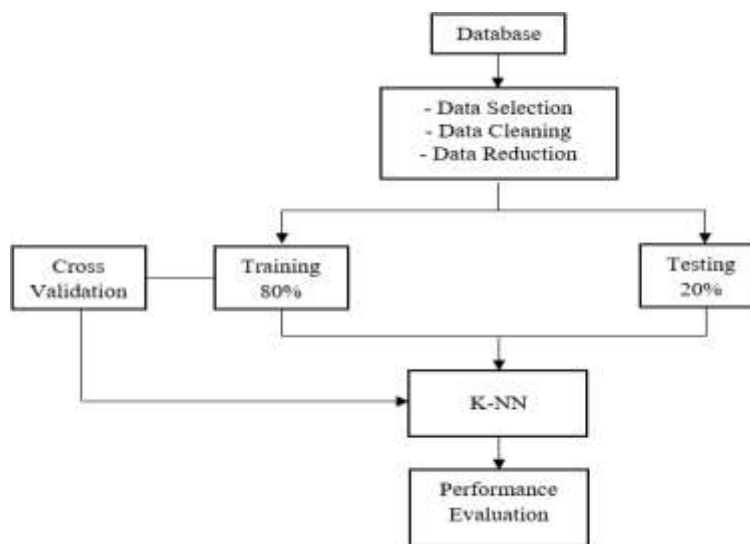 Database
- Data Selection
- Data Cleaning
- Data Reduction
Cross
Validation
Training
80%
Testing
20%
K-NN
Performance
Evaluation